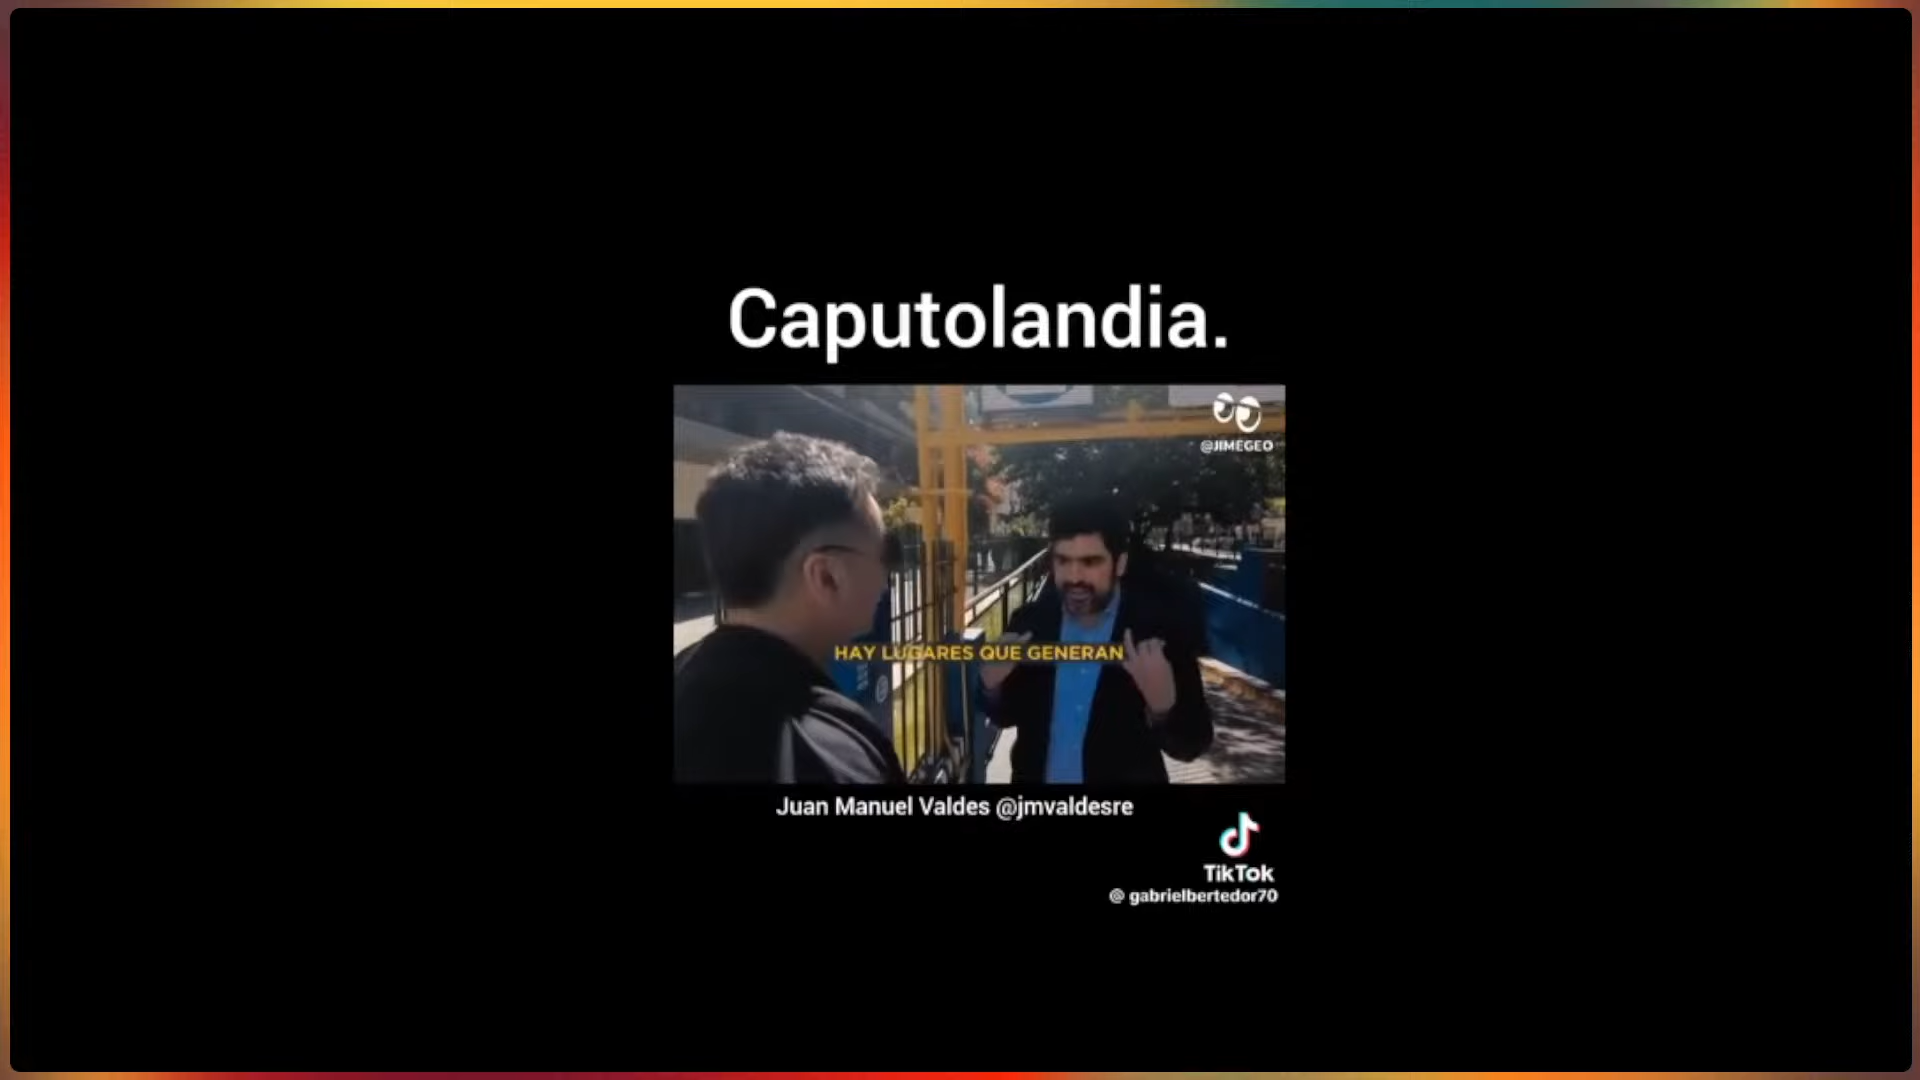 Caputolandia.
@JIMEGEO
HAY LUGARES QUE GENERAN
Juan Manuel Valdes @jmvaldesre
TikTok
@ gabrielbertedor70